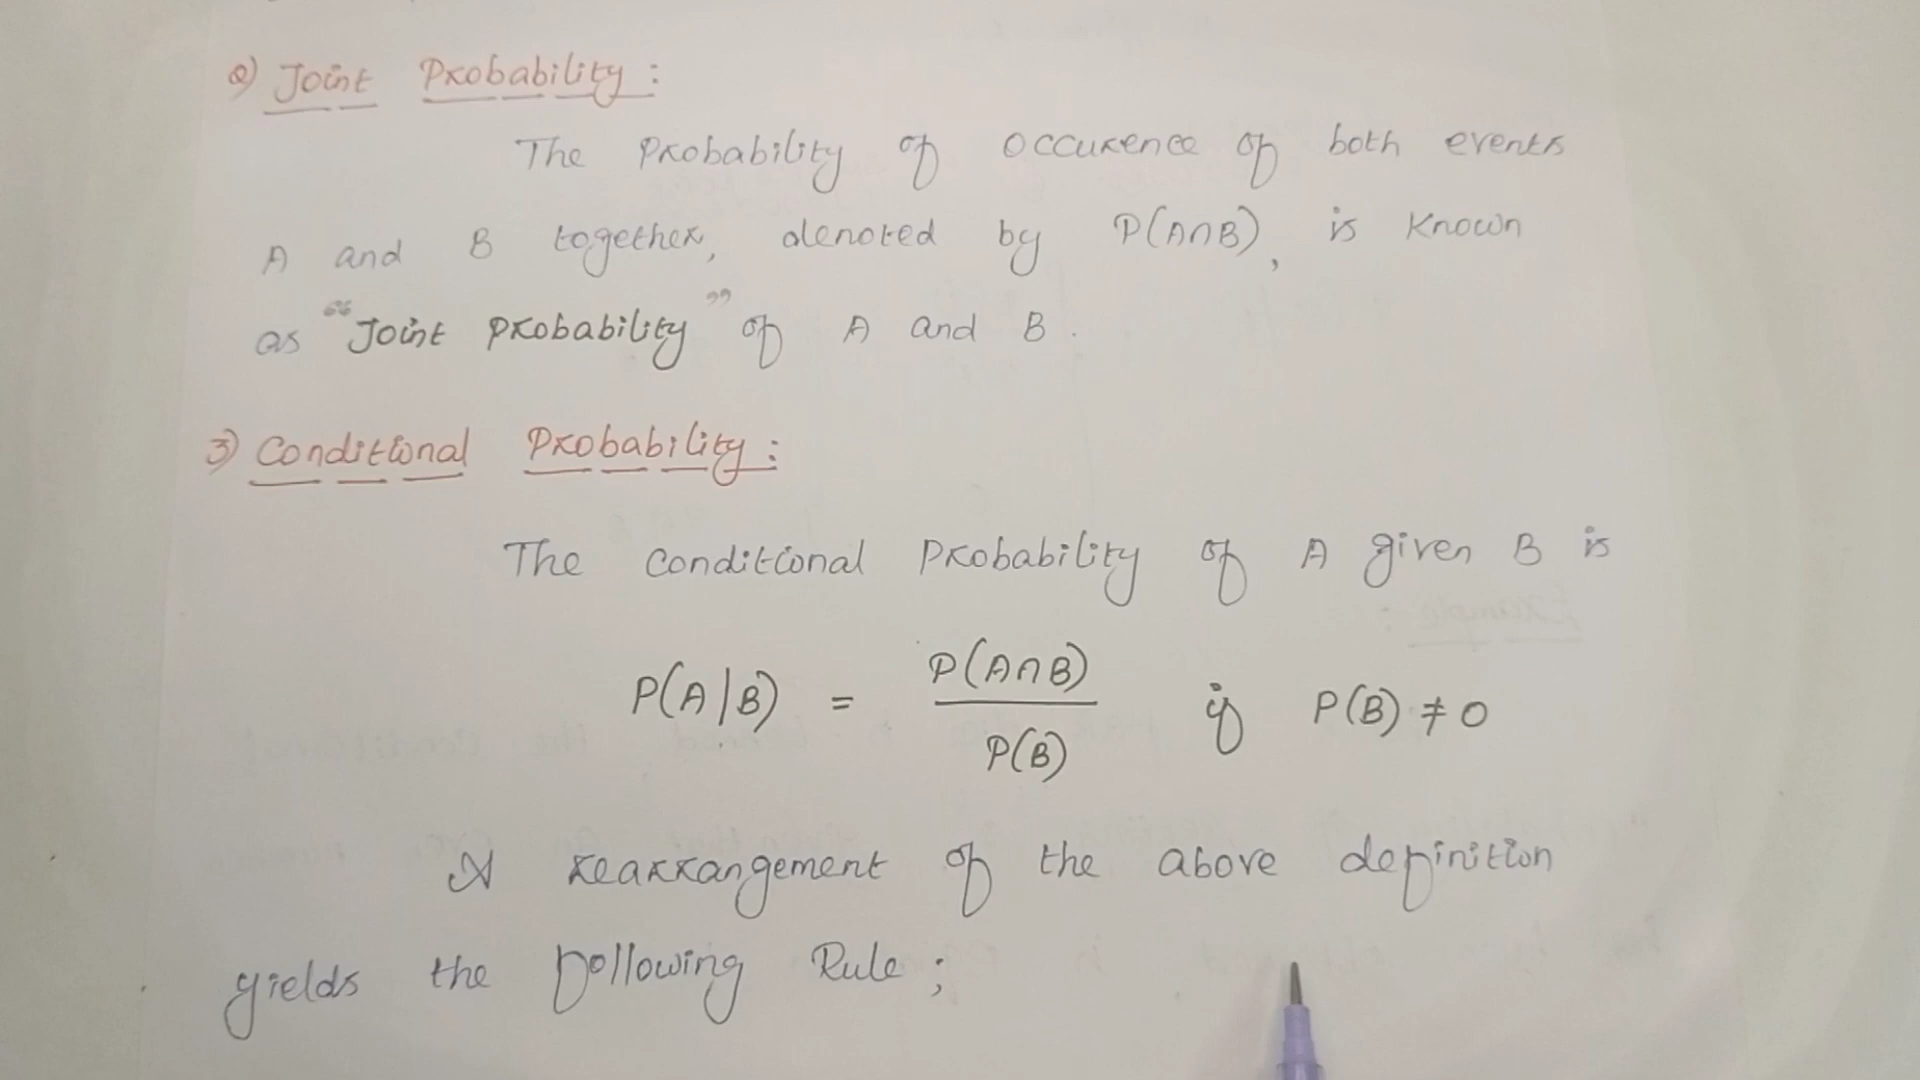 2) Joint Probability :
The Probability of occurence of both events
A and B together, denoted by P(A∩B), is known
as "Joint Probability" of A and B.
3) Conditional Probability :
The conditional Probability of A given B is
P(A|B) = P(A∩B) / P(B) if P(B) ≠ 0
A rearrangement of the above definition
yields the following Rule ;